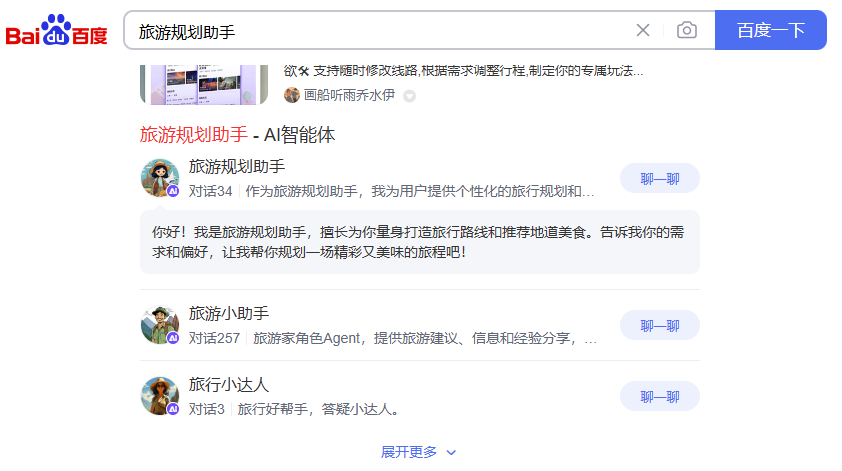 Bai du 百度
旅游规划助手
百度一下
欲🛠 支持随时修改线路,根据需求调整行程,制定你的专属玩法...
画船听雨乔水伊
旅游规划助手 - AI智能体
旅游规划助手
对话34 作为旅游规划助手，我为用户提供个性化的旅行规划和...
聊一聊
你好！我是旅游规划助手，擅长为你量身打造旅行路线和推荐地道美食。告诉我你的需
求和偏好，让我帮你规划一场精彩又美味的旅程吧！
旅游小助手
对话257 旅游家角色Agent，提供旅游建议、信息和经验分享，...
聊一聊
旅行小达人
对话3 旅行好帮手，答疑小达人。
聊一聊
展开更多